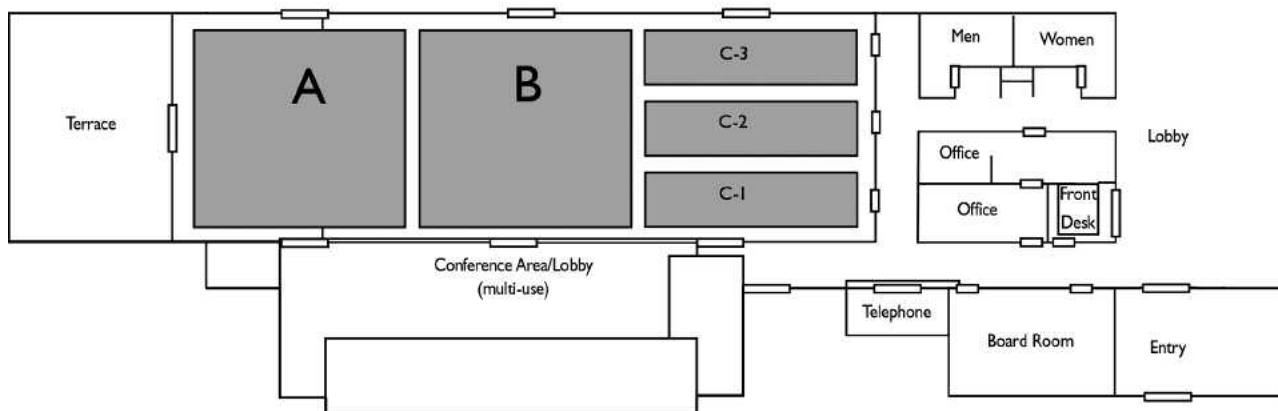 A
B
C-3
C-2
C-1
Terrace
Men
Women
Lobby
Office
Office
Front
Desk
Conference Area/Lobby
(multi-use)
Telephone
Board Room
Entry